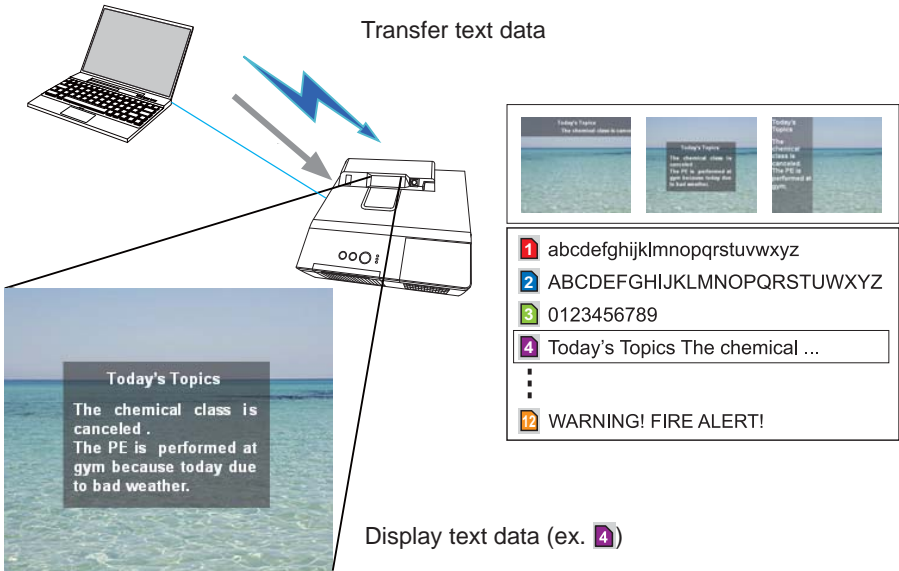 Transfer text data
Today's Topics
The chemical class is cance
Today's Topics
The chemical class is
canceled .
The PE is performed at
gym because today due
to bad weather.
Today's
Topics
The
chemical
class is
canceled.
The PE is
performed at
gym.
1 abcdefghijklmnopqrstuvwxyz
2 ABCDEFGHIJKLMNOPQRSTUWXYZ
3 0123456789
4 Today's Topics The chemical ...
12 WARNING! FIRE ALERT!
Today's Topics
The chemical class is
canceled .
The PE is performed at
gym because today due
to bad weather.
Display text data (ex. 4)